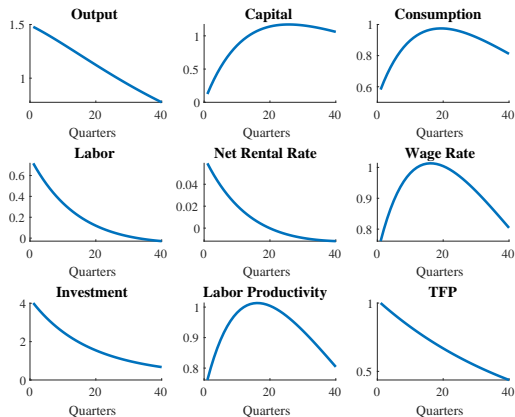 Output
Capital
Consumption
1.5
1
0
20
40
Quarters
1
0.5
0
0
20
40
Quarters
1
0.8
0.6
0
20
40
Quarters
Labor
Net Rental Rate
Wage Rate
0.6
0.4
0.2
0
0
20
40
Quarters
0.04
0.02
0
0
20
40
Quarters
1
0.9
0.8
0
20
40
Quarters
Investment
Labor Productivity
TFP
4
2
0
0
20
40
Quarters
1
0.9
0.8
0
20
40
Quarters
1
0.5
0
20
40
Quarters